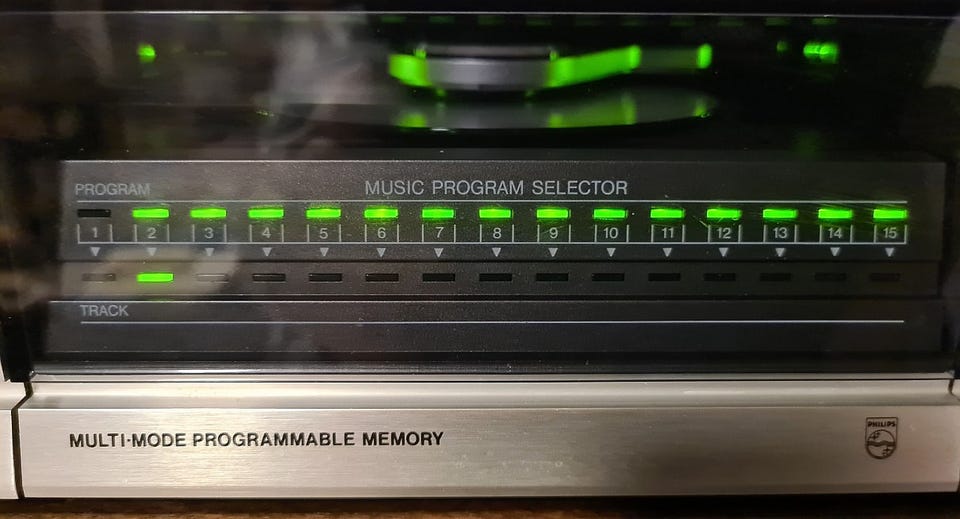 PROGRAM
MUSIC PROGRAM SELECTOR
1 2 3 4 5 6 7 8 9 10 11 12 13 14 15
TRACK
MULTI-MODE PROGRAMMABLE MEMORY
PHILIPS